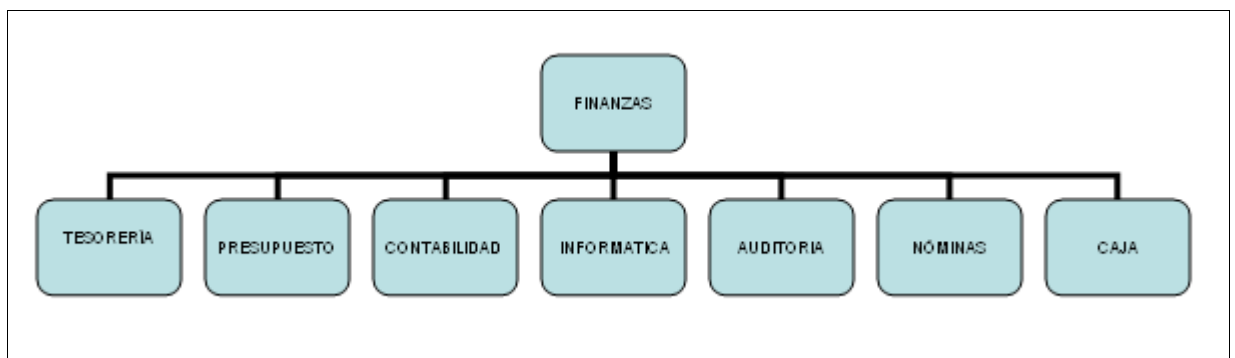 FINANZAS
TESORERÍA
PRESUPUESTO
CONTABILIDAD
INFORMATICA
AUDITORIA
NÓMINAS
CAJA